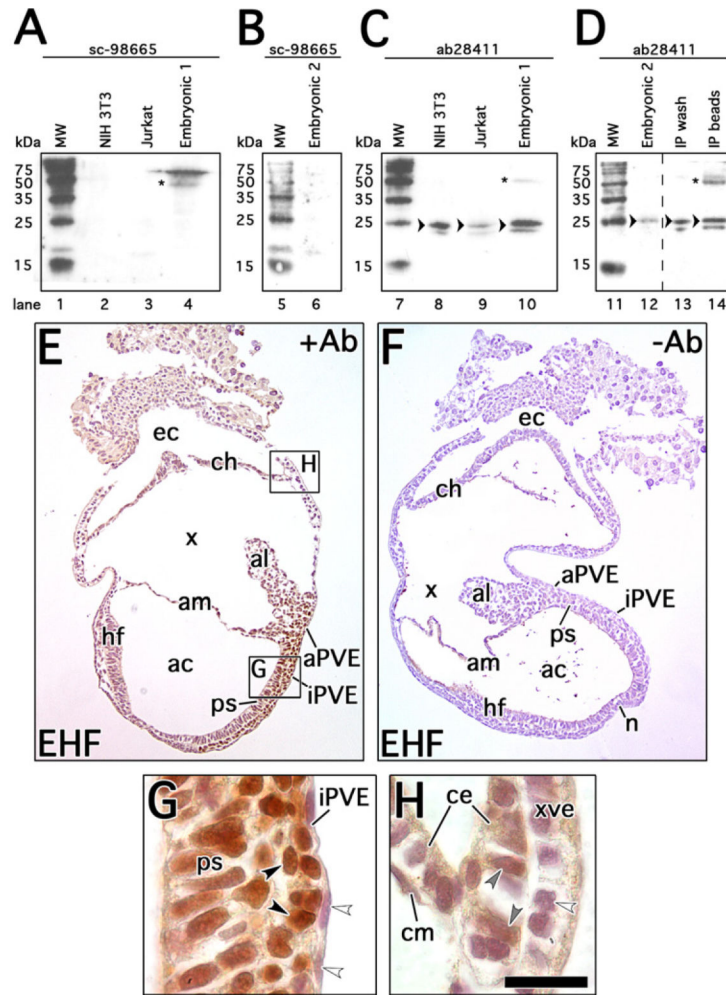 A B C D
sc-98665 sc-98665 ab28411 ab28411
kDa MW NIH 3T3 Jurkat Embryonic 1
kDa MW Embryonic 2
kDa MW NIH 3T3 Jurkat Embryonic 1
kDa MW Embryonic 2 IP wash IP beads
75 75 75 75
50 * 50 50 * 50 *
35 35 35 35
25 25 25 25
15 15 15 15
lane 1 2 3 4 5 6 7 8 9 10 11 12 13 14
E +Ab
ec
H
ch
x
al
am
hf
aPVE
ac
G
iPVE
ps
EHF
F -Ab
ec
ch
aPVE
x al iPVE
ps
am ac
hf
n
EHF
G iPVE
ps
H ce xve
cm